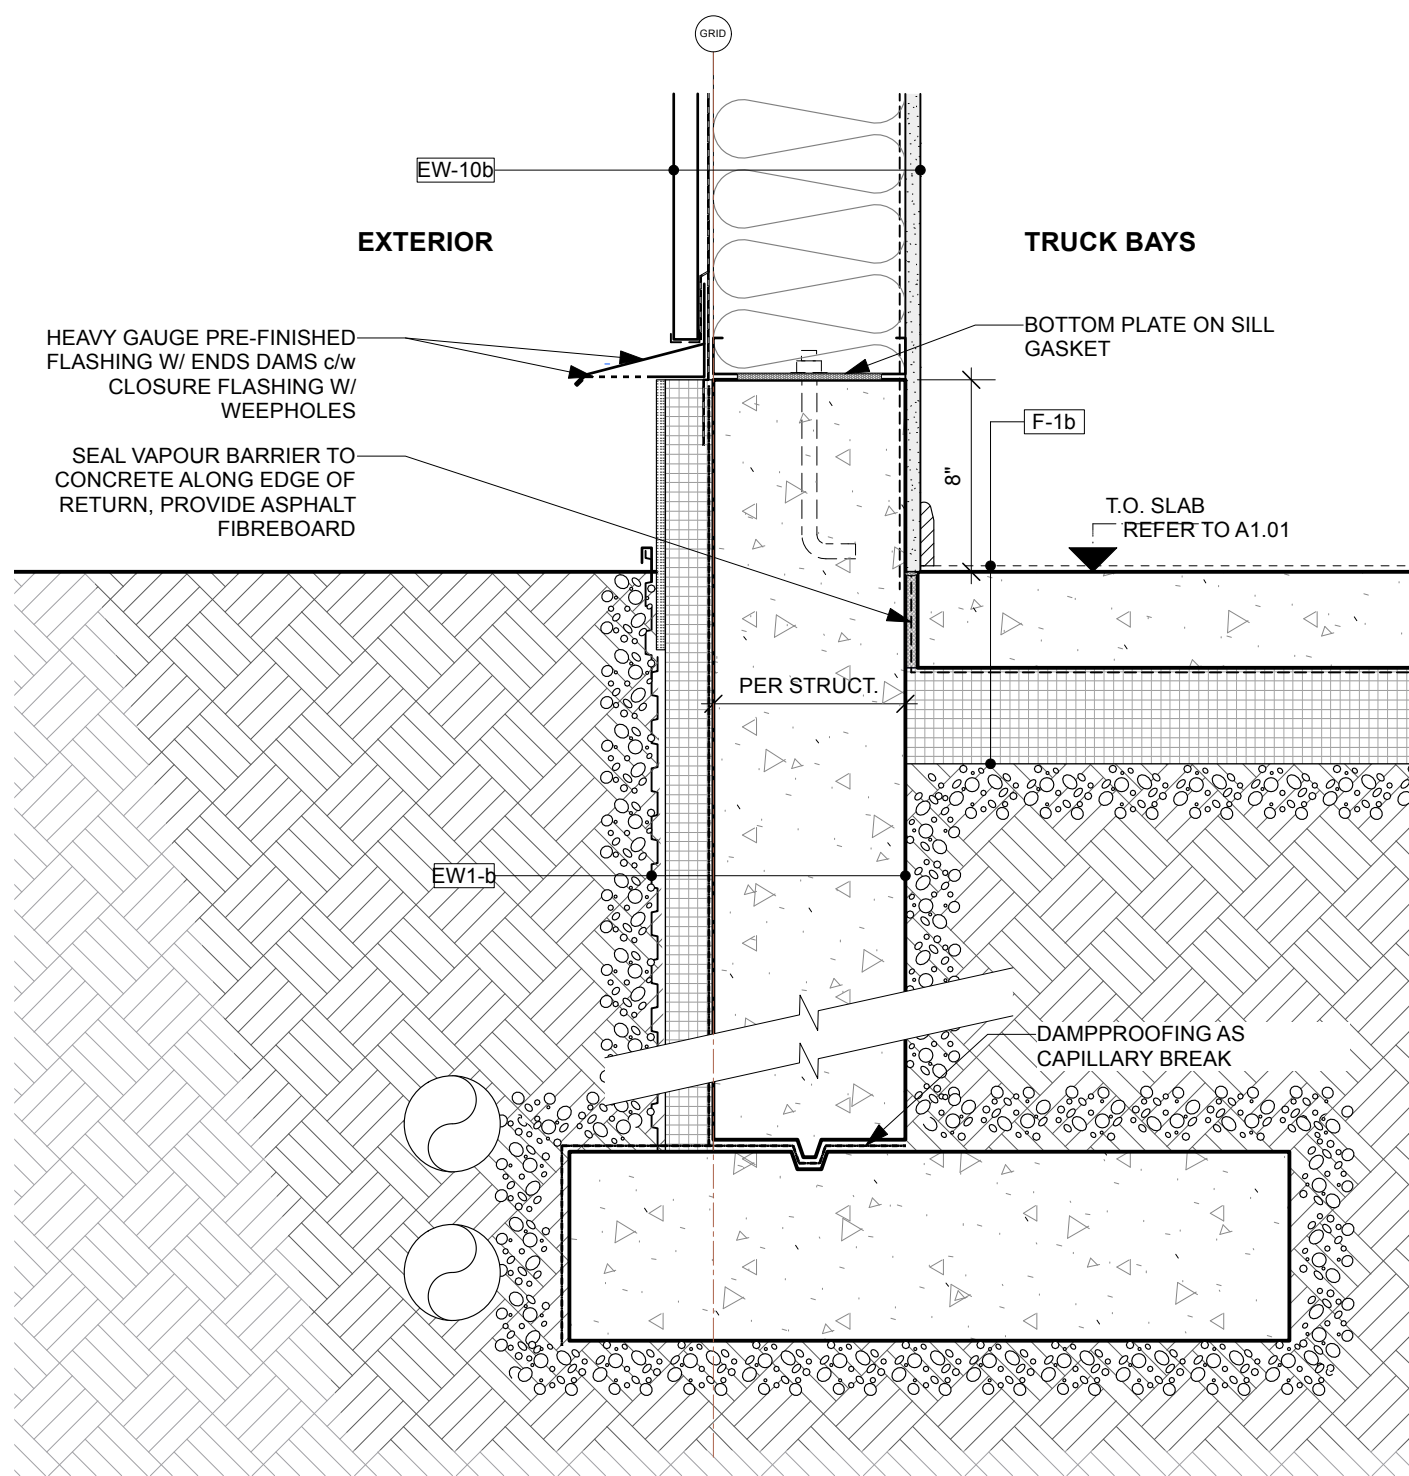 GRID
EW-10b
EXTERIOR
TRUCK BAYS
HEAVY GAUGE PRE-FINISHED
FLASHING W/ ENDS DAMS c/w
CLOSURE FLASHING W/
WEEPHOLES
BOTTOM PLATE ON SILL
GASKET
F-1b
SEAL VAPOUR BARRIER TO
CONCRETE ALONG EDGE OF
RETURN, PROVIDE ASPHALT
FIBREBOARD
8"
T.O. SLAB
REFER TO A1.01
PER STRUCT.
EW1-b
DAMPPROOFING AS
CAPILLARY BREAK